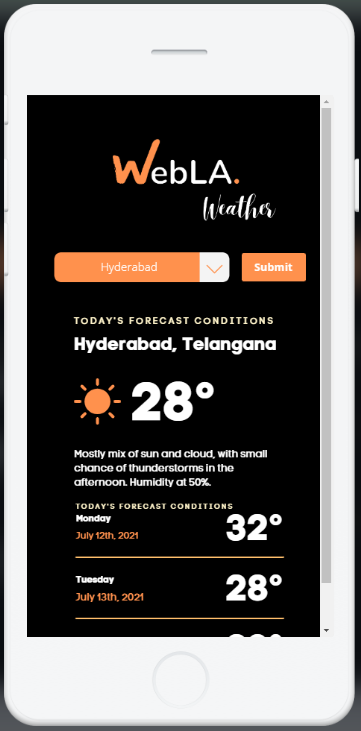 WebLA.
Weather
Hyderabad
Submit
TODAY'S FORECAST CONDITIONS
Hyderabad, Telangana
28°
Mostly mix of sun and cloud, with small
chance of thunderstorms in the
afternoon. Humidity at 50%.
TODAY'S FORECAST CONDITIONS
Monday
32°
July 12th, 2021
Tuesday
28°
July 13th, 2021